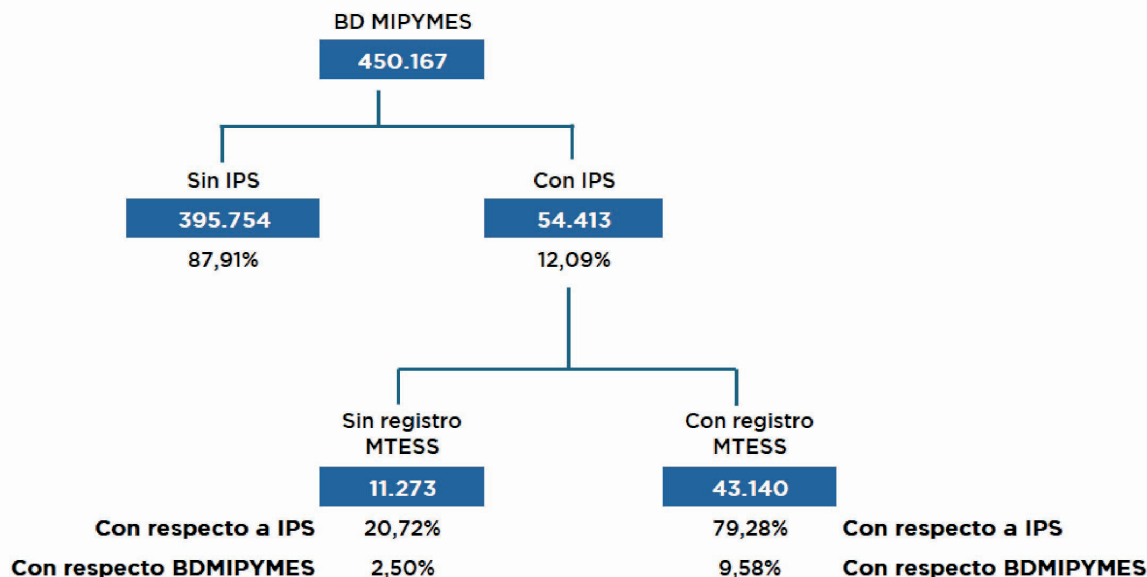 BD MIPYMES
450.167
Sin IPS
Con IPS
395.754
54.413
87,91%
12,09%
Sin registro
MTESS
Con registro
MTESS
11.273
43.140
Con respecto a IPS 20,72% 79,28% Con respecto a IPS
Con respecto BDMIPYMES 2,50% 9,58% Con respecto BDMIPYMES